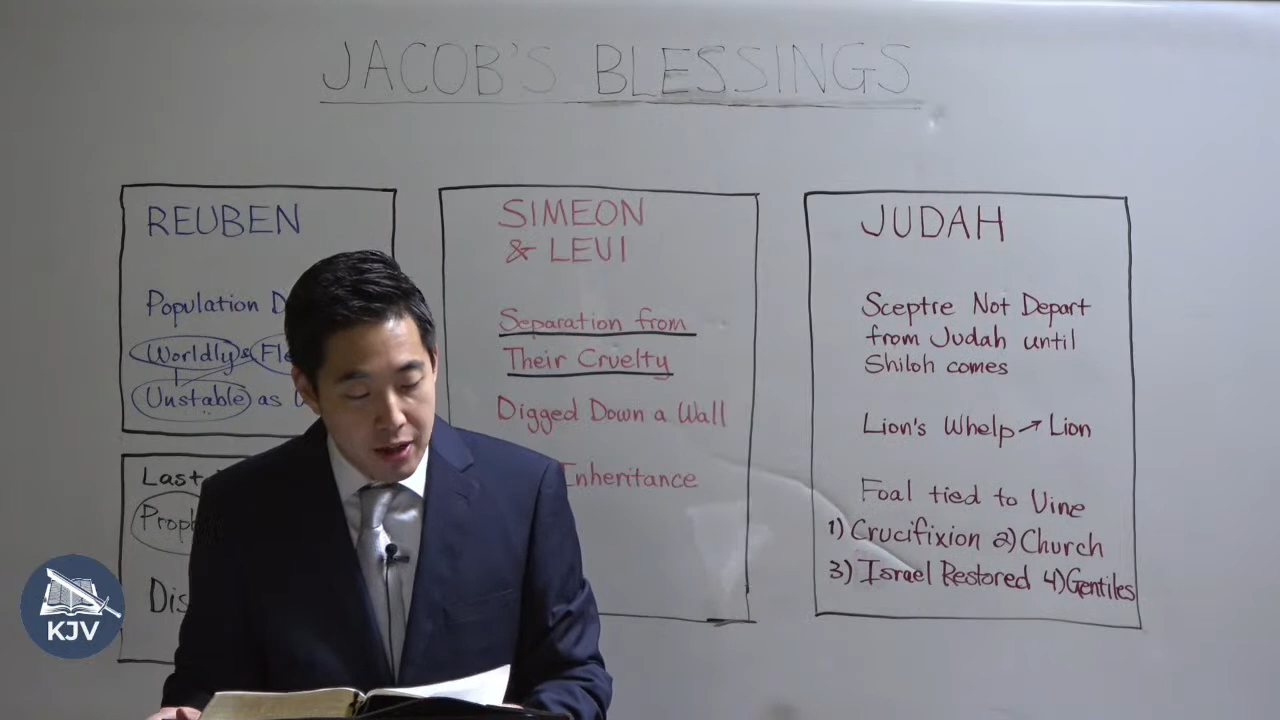 JACOB'S BLESSINGS
REUBEN
Population
Worldly
Unstable as
Last
Dis
SIMEON
& LEVI
Separation from
Their Cruelty
Digged Down a Wall
Inheritance
JUDAH
Sceptre Not Depart
from Judah until
Shiloh comes
Lion's Whelp → Lion
Foal tied to Vine
1) Crucifixion 2) Church
3) Israel Restored 4) Gentiles
KJV